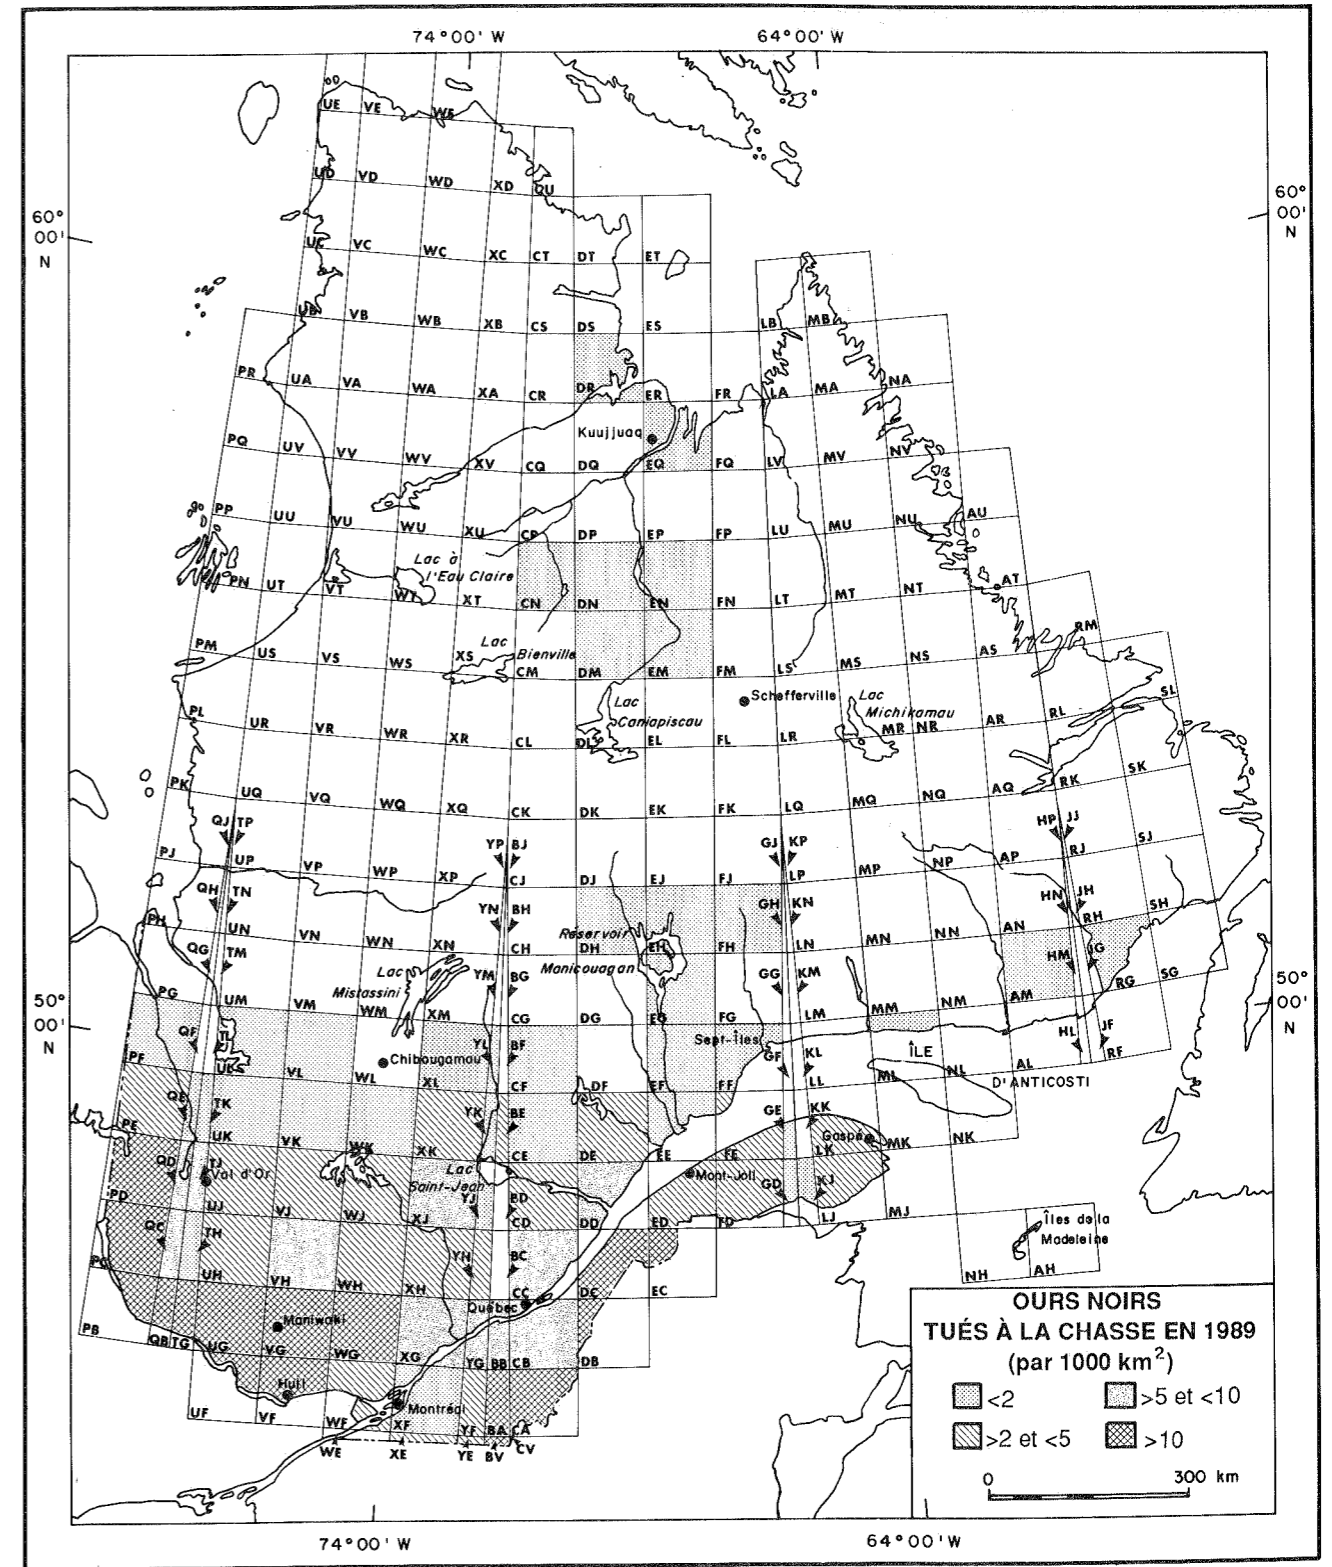 74°00' W 64°00' W
UE VE WE
UD VD WD XD CU
60° 00' N 60° 00' N
UC VC WC XC CT DT ET
UB VB WB XB CS DS ES LB MB
PR UA VA WA XA CR DR ER FR LA MA NA
Kuujjuaq
PQ UV VV WV XV CQ DQ EQ FQ LV MV NV
PP UU VU WU XU CP DP EP FP LU MU NU AU
Lac à
l'Eau Claire
PN UT VT WT XT CN DN EN FN LT MT NT AT
RM
Lac
Bienville
PM US VS WS XS CM DM EM FM LS MS NS AS
Schefferville
Lac
Caniapiscau
Lac
Michikamau
PL UR VR WR XR CL DL EL FL LR MR NR AR RL SL
PK UQ VQ WQ XQ CK DK EK FK LQ MQ NQ AQ RK SK
QJ TP YP BJ GJ KP HP JJ
PJ UP VP WP XP CJ DJ EJ FJ LP MP NP AP RJ SJ
QH TN YN BH GH KN HN JH
PH UN VN WN XN CH DH EH FH LN MN NN AN RH SH
Réservoir
Manicouagan
QG TM YM BG GG KM HM JG
Lac
Mistassini
50° 00' N 50° 00' N
PG UM VM WM XM CG DG EG FG LM MM NM AM RG SG
Sept-Îles
QF YL BF GF KL HL JF
Chibougamau
PF UL VL WL XL CF DF EF FF LL ML NL AL RF
ÎLE
D'ANTICOSTI
QE TK YK BE GE KK
PE UK VK WK XK CE DE EE FE LK MK NK
Gaspé
QD TJ
Val d'Or
Lac
Saint-Jean
Mont-Joli
YJ BD GD KJ
PD UJ VJ WJ XJ CD DD ED FD LJ MJ
Îles de la
Madeleine
QC TH YH BC
PC UH VH WH XH CC DC EC NH AH
Québec
Maniwaki
PB QB TG UG VG WG XG YG BB CB DB
Hull
Montréal
UF VF WF XF YF BA CA
WE XE YE BV CV
OURS NOIRS
TUÉS À LA CHASSE EN 1989
(par 1000 km²)
<2 >5 et <10
>2 et <5 >10
0 300 km
74°00' W 64°00' W